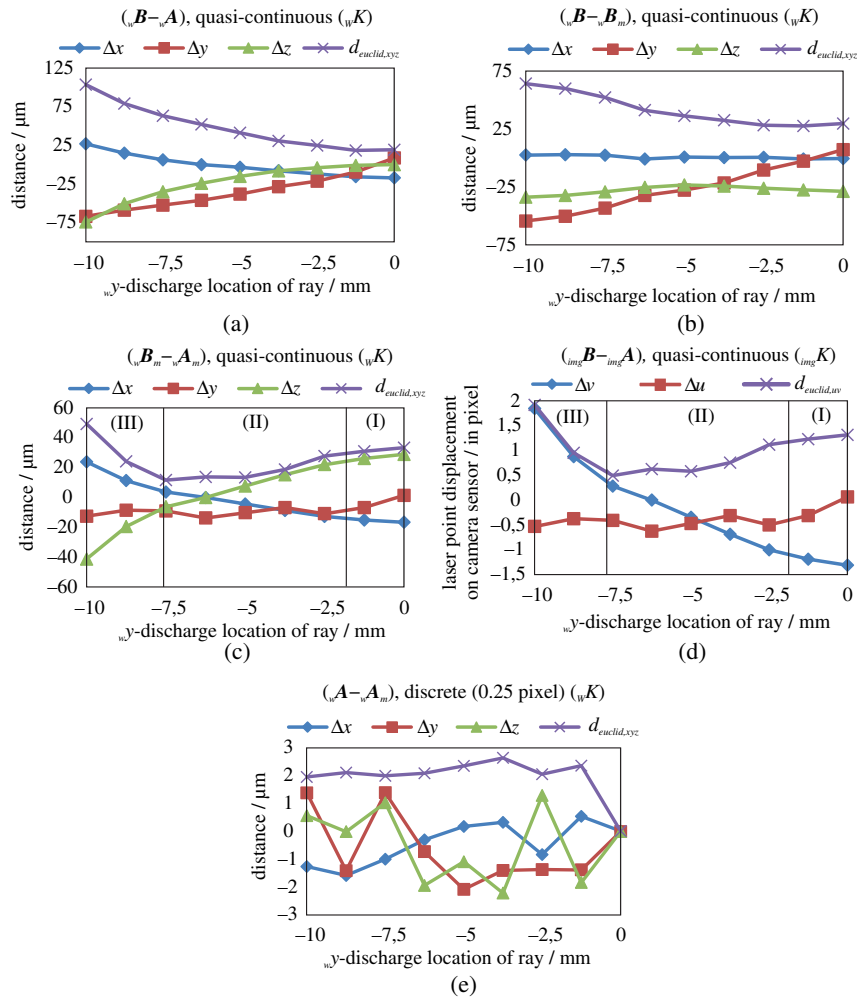 (wB–wA), quasi-continuous (WK)
Δx Δy Δz deuclid,xyz
125
75
25
–25
–75
distance / µm
–10 –7,5 –5 –2,5 0
wy-discharge location of ray / mm
(a)
(wB–wBm), quasi-continuous (WK)
Δx Δy Δz deuclid,xyz
75
25
–25
–75
distance / µm
–10 –7,5 –5 –2,5 0
wy-discharge location of ray / mm
(b)
(wBm–wAm), quasi-continuous (WK)
Δx Δy Δz deuclid,xyz
60
40
20
0
–20
–40
–60
distance / µm
(III) (II) (I)
–10 –7,5 –5 –2,5 0
wy-discharge location of ray / mm
(c)
(imgB–imgA), quasi-continuous (imgK)
Δv Δu deuclid,uv
2
1,5
1
0,5
0
–0,5
–1
–1,5
laser point displacement
on camera sensor / in pixel
(III) (II) (I)
–10 –7,5 –5 –2,5 0
wy-discharge location of ray / mm
(d)
(wA–wAm), discrete (0.25 pixel) (WK)
Δx Δy Δz deuclid,xyz
3
2
1
0
–1
–2
–3
distance / µm
–10 –7,5 –5 –2,5 0
wy-discharge location of ray / mm
(e)